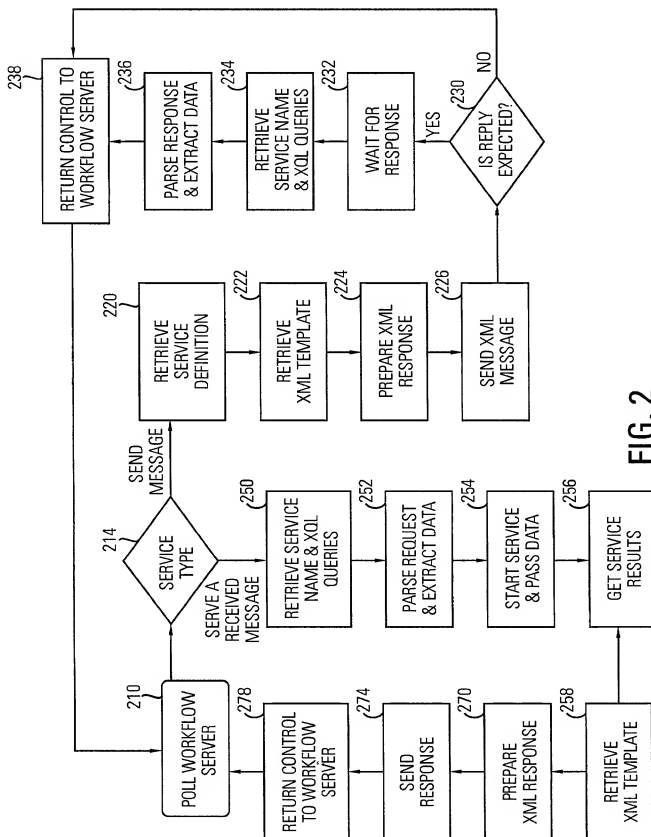 238
RETURN CONTROL TO
WORKFLOW SERVER
236
PARSE RESPONSE
& EXTRACT DATA
234
RETRIEVE
SERVICE NAME
& XQL QUERIES
232
WAIT FOR
RESPONSE
YES
NO
230
IS REPLY
EXPECTED?
220
RETRIEVE
SERVICE
DEFINITION
222
RETRIEVE
XML TEMPLATE
224
PREPARE XML
RESPONSE
226
SEND XML
MESSAGE
SEND
MESSAGE
214
SERVICE
TYPE
SERVE A
RECEIVED
MESSAGE
250
RETRIEVE SERVICE
NAME & XQL
QUERIES
252
PARSE REQUEST
& EXTRACT DATA
254
START SERVICE
& PASS DATA
256
GET SERVICE
RESULTS
210
POLL WORKFLOW
SERVER
278
RETURN CONTROL
TO WORKFLOW
SERVER
274
SEND
RESPONSE
270
PREPARE
XML RESPONSE
258
RETRIEVE
XML TEMPLATE
FIG. 2